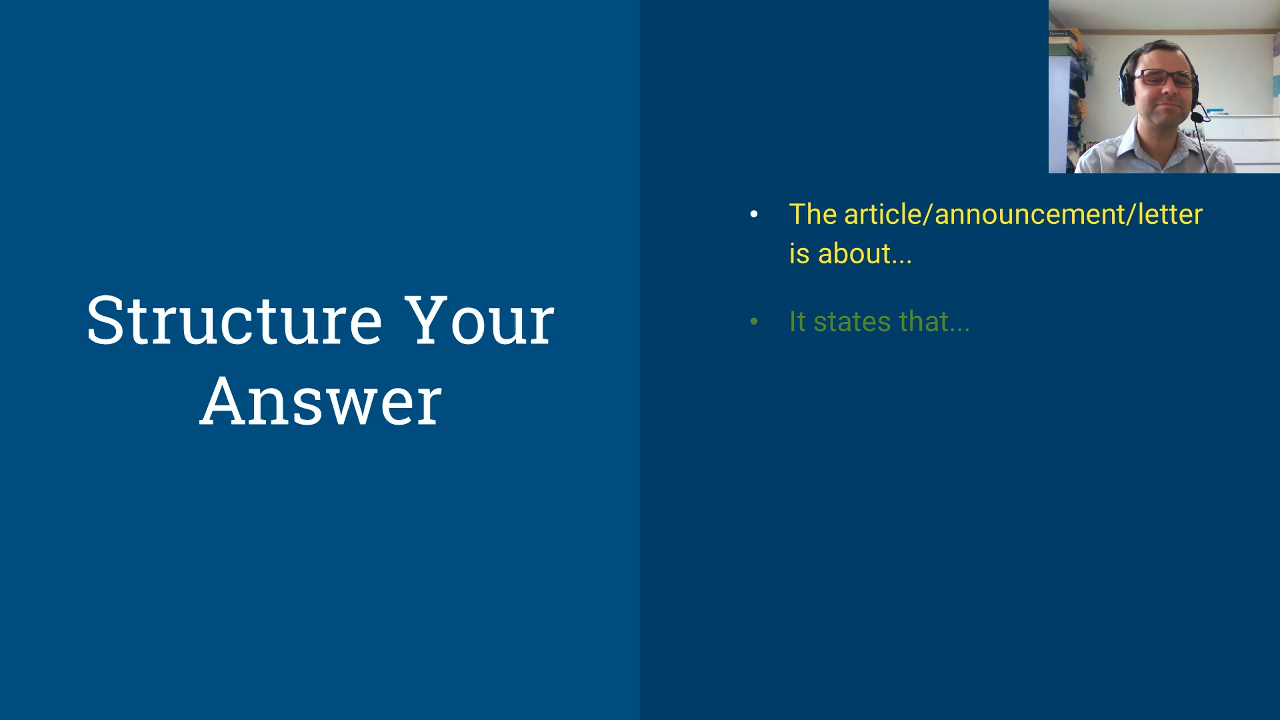 Structure Your
Answer
• The article/announcement/letter
is about...
• It states that...